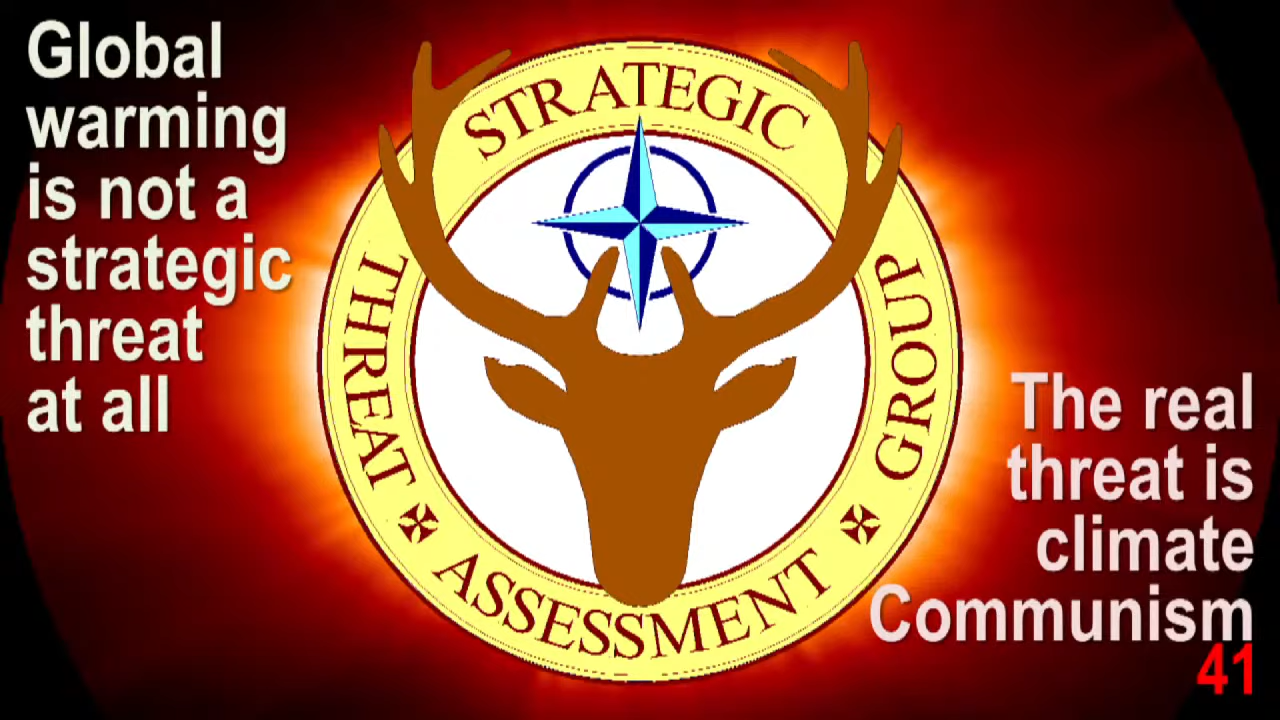 Global
warming
is not a
strategic
threat
at all
STRATEGIC
THREAT
GROUP
ASSESSMENT
The real
threat is
climate
Communism
41